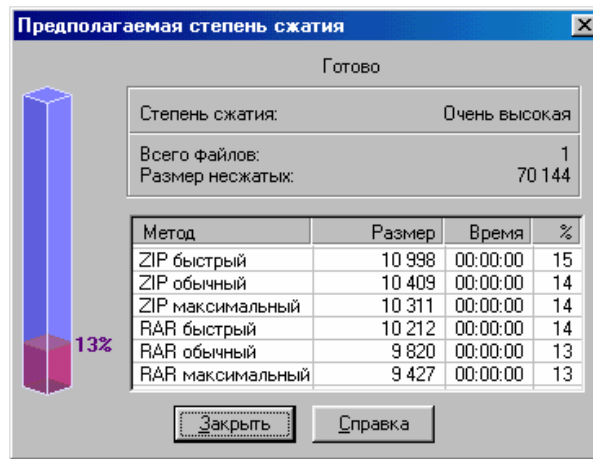 Предполагаемая степень сжатия
Готово
Степень сжатия: Очень высокая
Всего файлов: 1
Размер несжатых: 70 144
Метод Размер Время %
ZIP быстрый 10 998 00:00:00 15
ZIP обычный 10 409 00:00:00 14
ZIP максимальный 10 311 00:00:00 14
RAR быстрый 10 212 00:00:00 14
RAR обычный 9 820 00:00:00 13
RAR максимальный 9 427 00:00:00 13
13%
Закрыть Справка